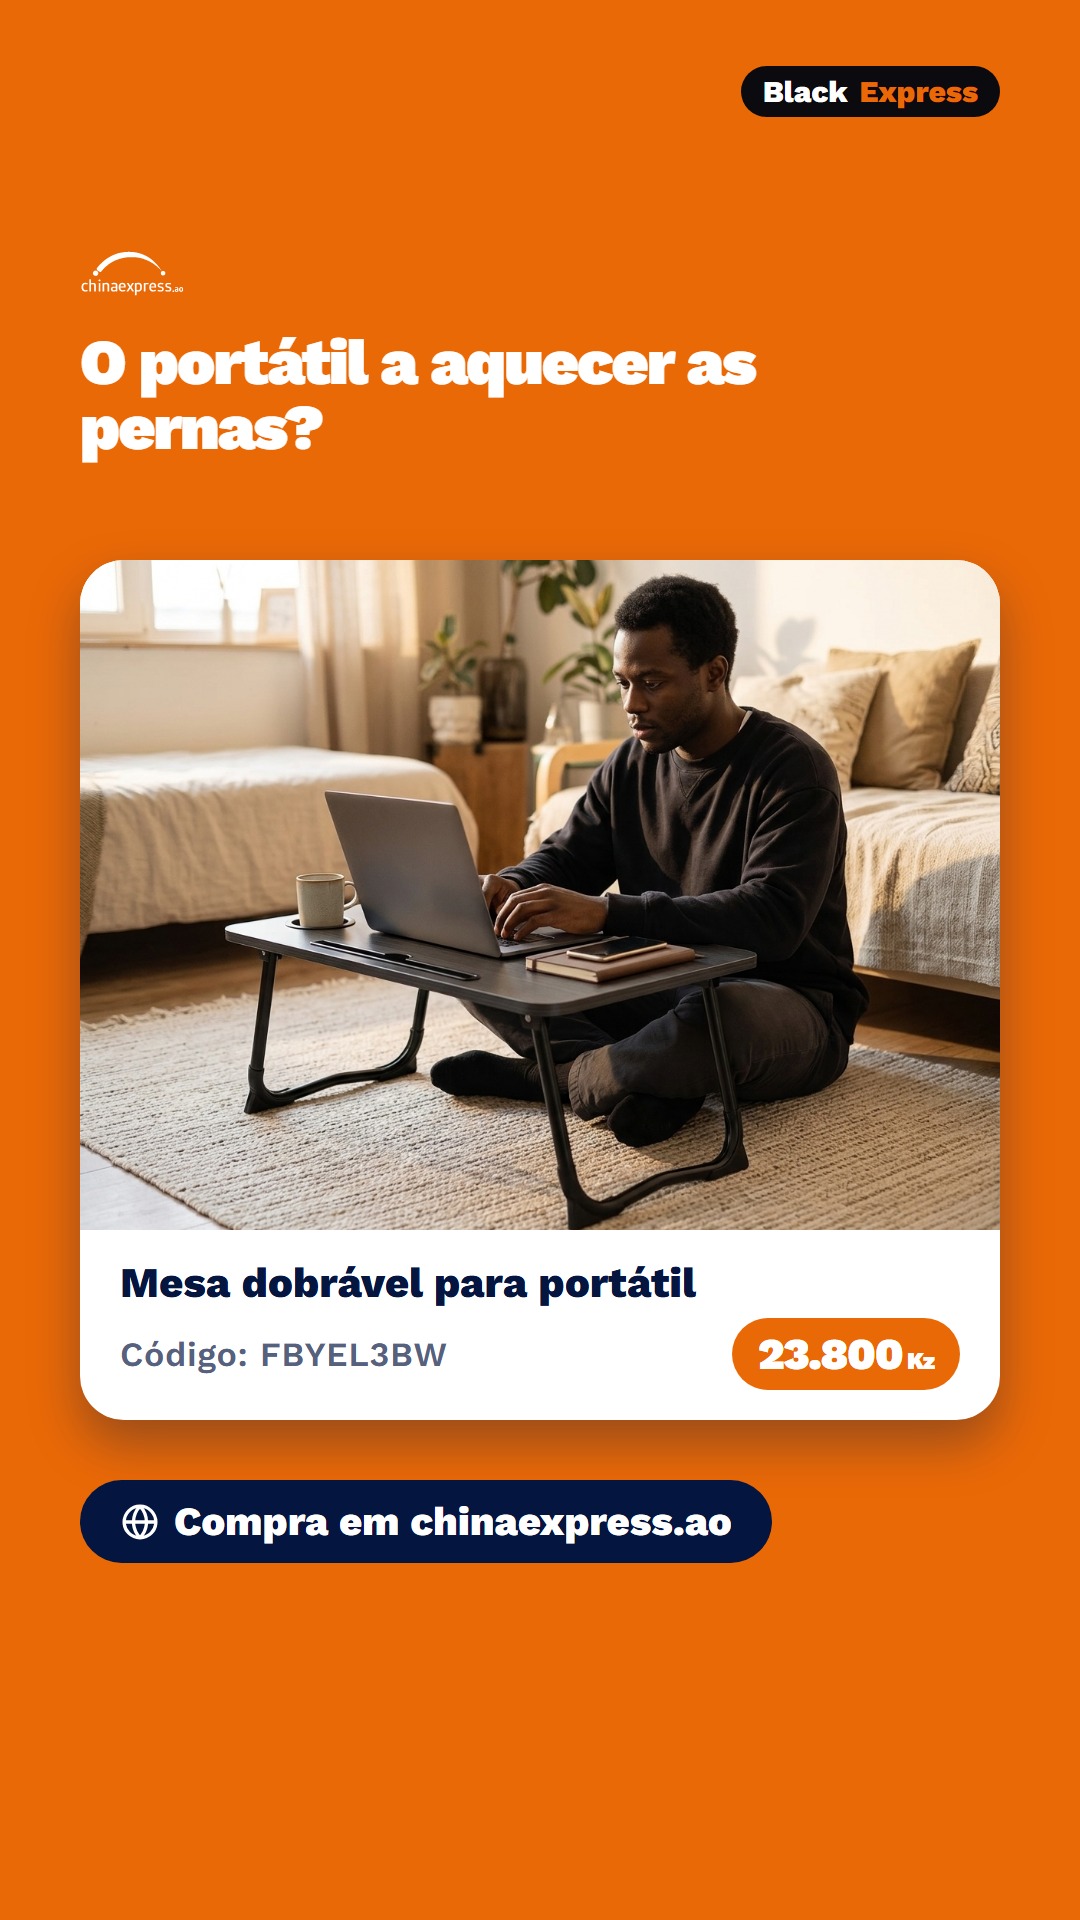 Black Express
chinaexpress.ao
O portátil a aquecer as
pernas?
Mesa dobrável para portátil
Código: FBYEL3BW
23.800 Kz
Compra em chinaexpress.ao